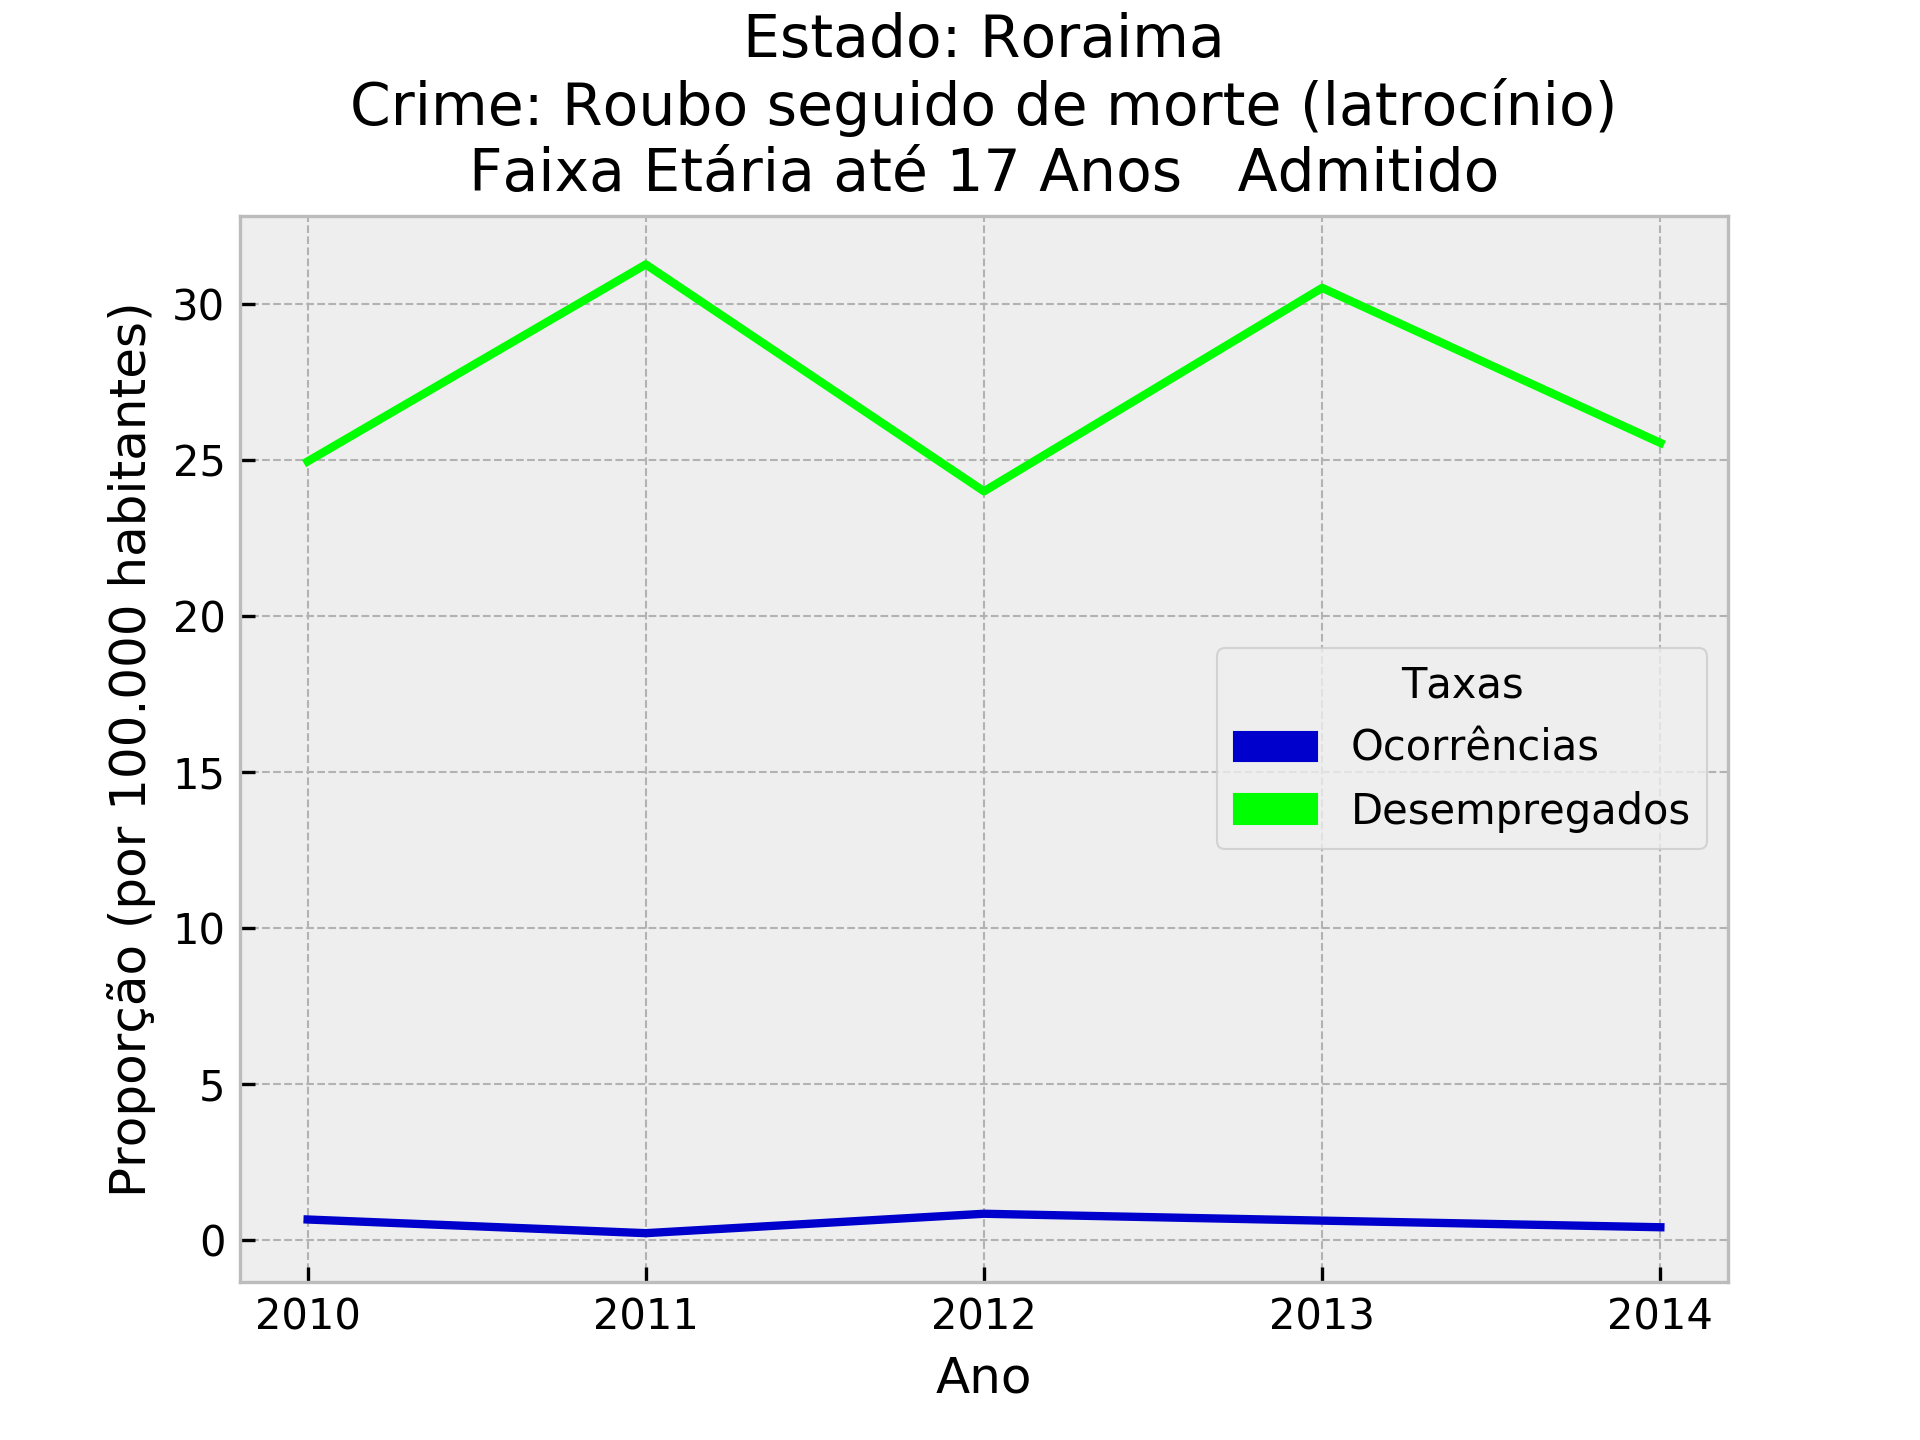 Estado: Roraima
Crime: Roubo seguido de morte (latrocínio)
Faixa Etária até 17 Anos   Admitido
Proporção (por 100.000 habitantes)
30
25
20
15
10
5
0
Taxas
Ocorrências
Desempregados
2010 2011 2012 2013 2014
Ano